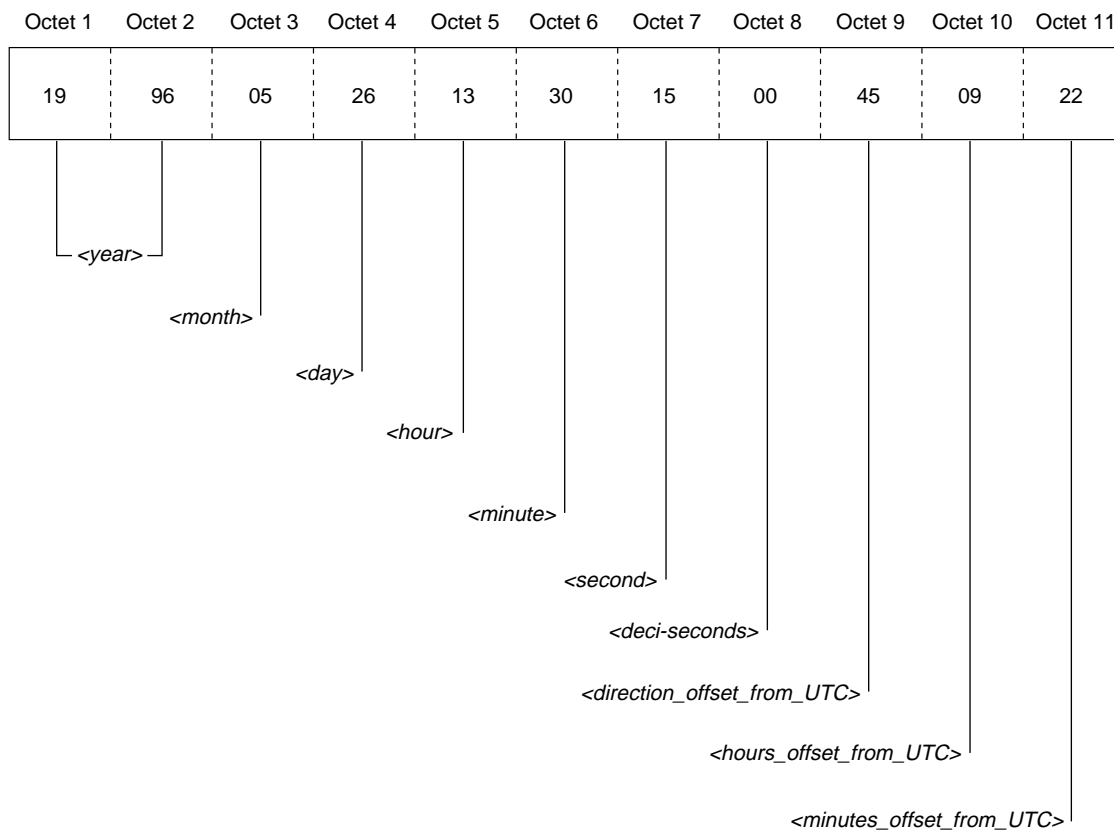 Octet 1 Octet 2 Octet 3 Octet 4 Octet 5 Octet 6 Octet 7 Octet 8 Octet 9 Octet 10 Octet 11
19 96 05 26 13 30 15 00 45 09 22
<year>
<month>
<day>
<hour>
<minute>
<second>
<deci-seconds>
<direction_offset_from_UTC>
<hours_offset_from_UTC>
<minutes_offset_from_UTC>